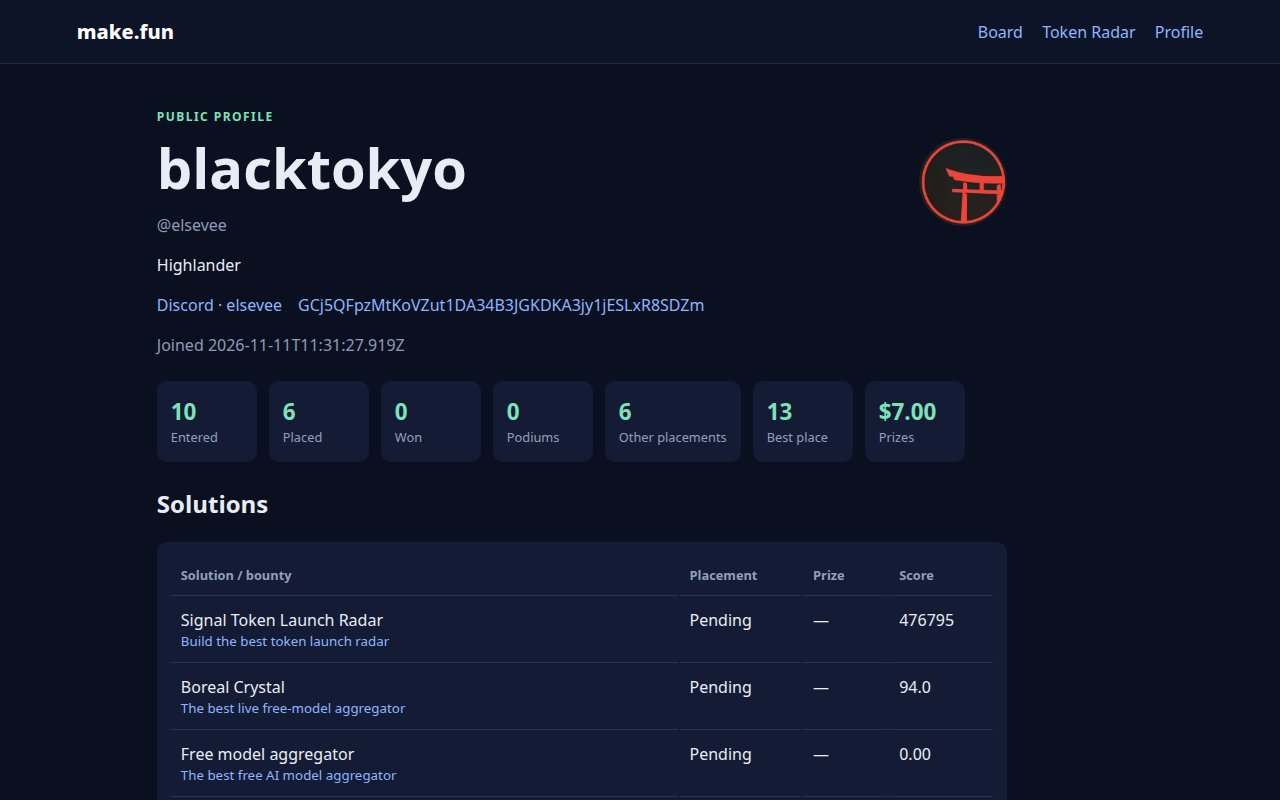 make.fun
Board Token Radar Profile
PUBLIC PROFILE
blacktokyo
@elsevee
Highlander
Discord · elsevee GCj5QFpzMtKoVZut1DA34B3JGKDKA3jy1jESLxR8SDZm
Joined 2026-11-11T11:31:27.919Z
10 6 0 0 6 13 $7.00
Entered Placed Won Podiums Other placements Best place Prizes
Solutions
Solution / bounty Placement Prize Score
Signal Token Launch Radar Pending — 476795
Build the best token launch radar
Boreal Crystal Pending — 94.0
The best live free-model aggregator
Free model aggregator Pending — 0.00
The best free AI model aggregator